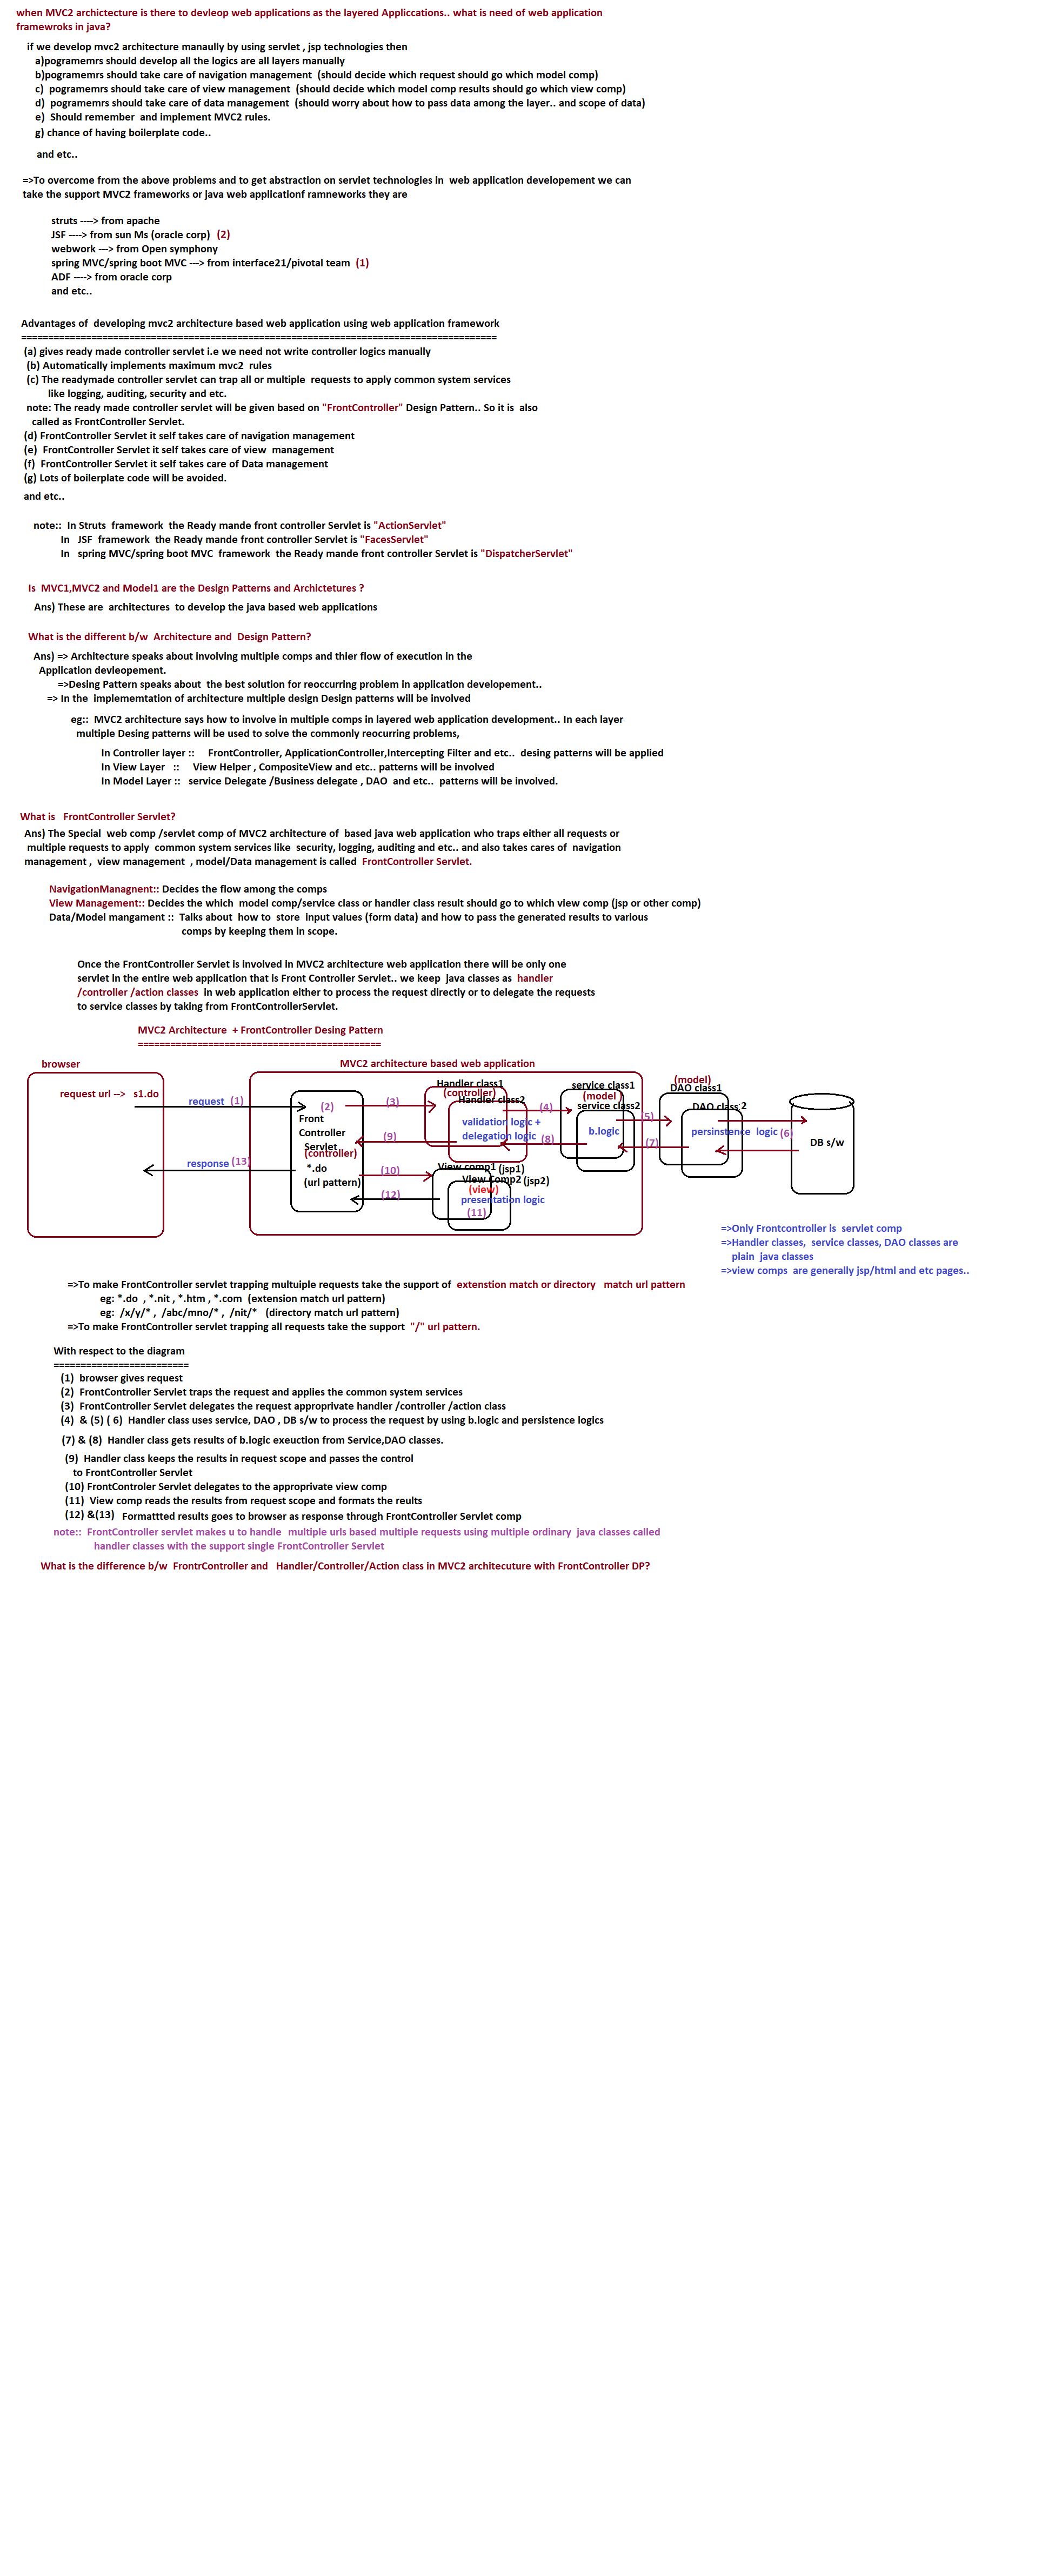 when MVC2 archictecture is there to devleop web applications as the layered Appliccations.. what is need of web application
framewroks in java?
if we develop mvc2 architecture manaully by using servlet , jsp technologies then
a)pogramemrs should develop all the logics are all layers manually
b)pogramemrs should take care of navigation management (should decide which request should go which model comp)
c) pogramemrs should take care of view management (should decide which model comp results should go which view comp)
d) pogramemrs should take care of data management (should worry about how to pass data among the layer.. and scope of data)
e) Should remember and implement MVC2 rules.
g) chance of having boilerplate code..
and etc..
=>To overcome from the above problems and to get abstraction on servlet technologies in web application developement we can
take the support MVC2 frameworks or java web applicationf ramneworks they are
struts ----> from apache
JSF ----> from sun Ms (oracle corp) (2)
webwork ---> from Open symphony
spring MVC/spring boot MVC ---> from interface21/pivotal team (1)
ADF ----> from oracle corp
and etc..
Advantages of developing mvc2 architecture based web application using web application framework
========================================================================================
(a) gives ready made controller servlet i.e we need not write controller logics manually
(b) Automatically implements maximum mvc2 rules
(c) The readymade controller servlet can trap all or multiple requests to apply common system services
like logging, auditing, security and etc.
note: The ready made controller servlet will be given based on "FrontController" Design Pattern.. So it is also
called as FrontController Servlet.
(d) FrontController Servlet it self takes care of navigation management
(e) FrontController Servlet it self takes care of view management
(f) FrontController Servlet it self takes care of Data management
(g) Lots of boilerplate code will be avoided.
and etc..
note:: In Struts framework the Ready mande front controller Servlet is "ActionServlet"
In JSF framework the Ready mande front controller Servlet is "FacesServlet"
In spring MVC/spring boot MVC framework the Ready mande front controller Servlet is "DispatcherServlet"
Is MVC1,MVC2 and Model1 are the Design Patterns and Archictetures ?
Ans) These are architectures to develop the java based web applications
What is the different b/w Architecture and Design Pattern?
Ans) => Architecture speaks about involving multiple comps and thier flow of execution in the
Application devleopement.
=>Desing Pattern speaks about the best solution for reoccurring problem in application developement..
=> In the implememtation of architecture multiple design Design patterns will be involved
eg:: MVC2 architecture says how to involve in multiple comps in layered web application development.. In each layer
multiple Desing patterns will be used to solve the commonly reocurring problems,
In Controller layer :: FrontController, ApplicationController,Intercepting Filter and etc.. desing patterns will be applied
In View Layer :: View Helper , CompositeView and etc.. patterns will be involved
In Model Layer :: service Delegate /Business delegate , DAO and etc.. patterns will be involved.
What is FrontController Servlet?
Ans) The Special web comp /servlet comp of MVC2 architecture of based java web application who traps either all requests or
multiple requests to apply common system services like security, logging, auditing and etc.. and also takes cares of navigation
management , view management , model/Data management is called FrontController Servlet.
NavigationManagnent:: Decides the flow among the comps
View Management:: Decides the which model comp/service class or handler class result should go to which view comp (jsp or other comp)
Data/Model mangament :: Talks about how to store input values (form data) and how to pass the generated results to various
comps by keeping them in scope.
Once the FrontController Servlet is involved in MVC2 architecture web application there will be only one
servlet in the entire web application that is Front Controller Servlet.. we keep java classes as handler
/controller /action classes in web application either to process the request directly or to delegate the requests
to service classes by taking from FrontControllerServlet.
MVC2 Architecture + FrontController Desing Pattern
=============================================
browser
MVC2 architecture based web application
request url --> s1.do
request (1)
(2)
Front
Controller
Servlet
(controller)
*.do
(url pattern)
(3)
Handler class1
(controller)
Handler class2
validation logic +
delegation logic
(4)
service class1
(model )
service class2
b.logic
(5)
(model)
DAO class1
DAO class 2
persinstence logic (6)
DB s/w
(7)
(8)
(9)
(10)
View comp1 (jsp1)
View comp2 (jsp2)
(view)
presentation logic
(11)
(12)
response (13)
=>Only Frontcontroller is servlet comp
=>Handler classes, service classes, DAO classes are
plain java classes
=>view comps are generally jsp/html and etc pages..
=>To make FrontController servlet trapping multuiple requests take the support of extenstion match or directory match url pattern
eg: *.do , *.nit , *.htm , *.com (extension match url pattern)
eg: /x/y/* , /abc/mno/* , /nit/* (directory match url pattern)
=>To make FrontController servlet trapping all requests take the support "/" url pattern.
With respect to the diagram
=========================
(1) browser gives request
(2) FrontController Servlet traps the request and applies the common system services
(3) FrontController Servlet delegates the request approprivate handler /controller /action class
(4) & (5) ( 6) Handler class uses service, DAO , DB s/w to process the request by using b.logic and persistence logics
(7) & (8) Handler class gets results of b.logic exeuction from Service,DAO classes.
(9) Handler class keeps the results in request scope and passes the control
to FrontController Servlet
(10) FrontControler Servlet delegates to the approprivate view comp
(11) View comp reads the results from request scope and formats the reults
(12) &(13) Formattted results goes to browser as response through FrontController Servlet comp
note:: FrontController servlet makes u to handle multiple urls based multiple requests using multiple ordinary java classes called
handler classes with the support single FrontController Servlet
What is the difference b/w FrontrController and Handler/Controller/Action class in MVC2 architecuture with FrontController DP?